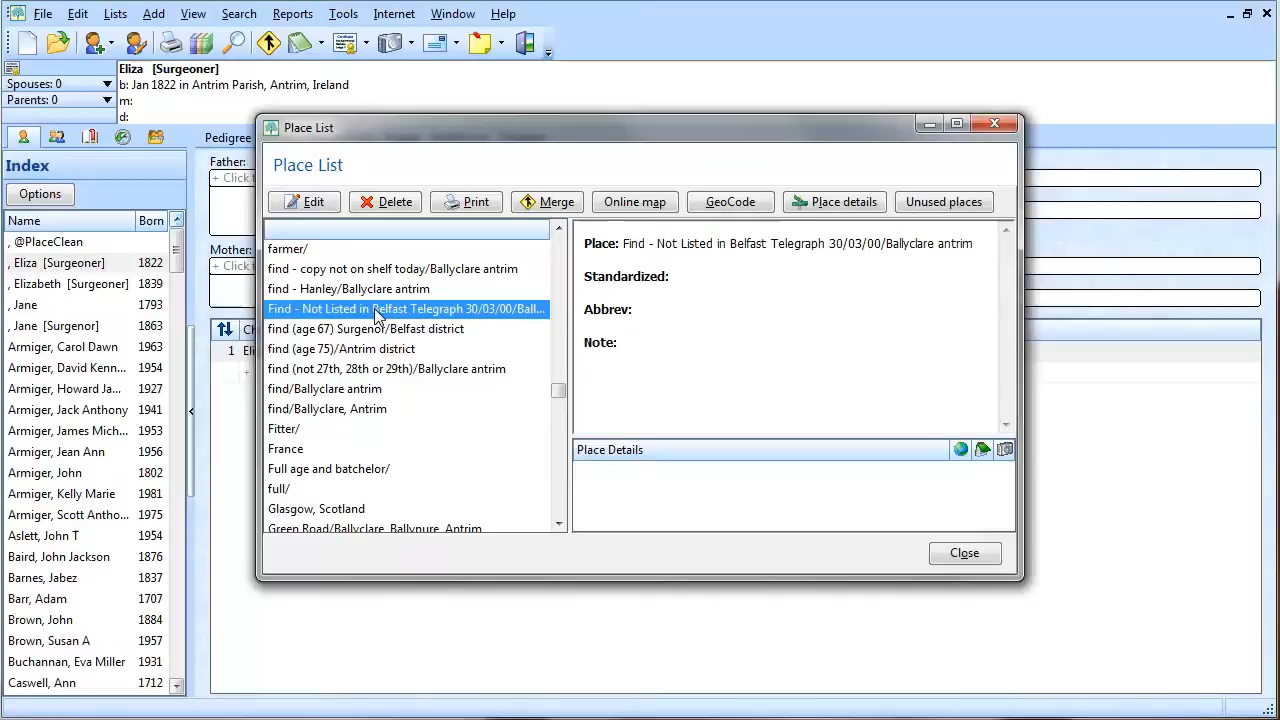 File Edit Lists Add View Search Reports Tools Internet Window Help
Eliza [Surgeoner]
Spouses: 0
b: Jan 1822 in Antrim Parish, Antrim, Ireland
Parents: 0
m:
d:
Pedigree
Index
Options
Name Born
, @PlaceClean
, Eliza [Surgeoner] 1822
, Elizabeth [Surgener] 1839
, Jane 1793
, Jane [Surgenor] 1863
Armiger, Carol Dawn 1963
Armiger, David Kenn... 1954
Armiger, Howard Ja... 1927
Armiger, Jack Anthony 1941
Armiger, James Mich... 1953
Armiger, Jean Ann 1956
Armiger, John 1802
Armiger, Kelly Marie 1981
Armiger, Scott Antho... 1975
Aslett, John T 1954
Baird, John Jackson 1876
Barnes, Jabez 1837
Barr, Adam 1707
Brown, John 1884
Brown, Susan A 1957
Buchannan, Eva Miller 1931
Caswell, Ann 1712
Father:
+ Click t
Mother:
+ Click t
Ch
1 Eli
+
Place List
Place List
Edit Delete Print Merge Online map GeoCode Place details Unused places
farmer/
find - copy not on shelf today/Ballyclare antrim
find - Hanley/Ballyclare antrim
Find - Not Listed in Belfast Telegraph 30/03/00/Ball...
find (age 67) Surgenor/Belfast district
find (age 75)/Antrim district
find (not 27th, 28th or 29th)/Ballyclare antrim
find/Ballyclare antrim
find/Ballyclare, Antrim
Fitter/
France
Full age and batchelor/
full/
Glasgow, Scotland
Green Road/Ballyclare, Ballynure, Antrim
Place: Find - Not Listed in Belfast Telegraph 30/03/00/Ballyclare antrim
Standardized:
Abbrev:
Note:
Place Details
Close